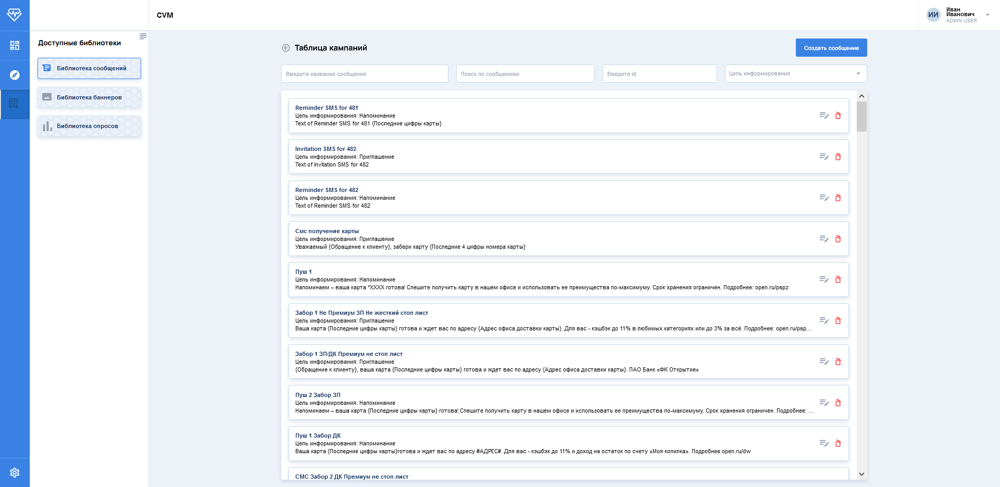 CVM
ИИ
Иван
Иванович
ADMIN USER
Доступные библиотеки
Библиотека сообщений
Библиотека баннеров
Библиотека опросов
Таблица кампаний
Создать сообщение
Введите название сообщения
Поиск по сообщениям
Введите id
Цель информирования
Reminder SMS for 481
Цель информирования: Напоминание
Text of Reminder SMS for 481 {Последние цифры карты}
Invitation SMS for 482
Цель информирования: Приглашение
Text of Invitation SMS for 482
Reminder SMS for 482
Цель информирования: Напоминание
Text of Reminder SMS for 482
Смс получение карты
Цель информирования: Приглашение
Уважаемый {Обращение к клиенту}, забери карту {Последние 4 цифры номера карты}
Пуш 1
Цель информирования: Напоминание
Напоминаем – ваша карта *XXXX готова! Спешите получить карту в нашем офисе и использовать ее преимущества по-максимуму. Срок хранения ограничен. Подробнее: open.ru/pspz
Забор 1 Не Премиум ЗП Не жесткий стоп лист
Цель информирования: Приглашение
Ваша карта {Последние цифры карты} готова и ждет вас по адресу {Адрес офиса доставки карты}. Для вас - кэшбэк до 11% в любимых категориях или до 3% за всё. Подробнее: open.ru/psp...
Забор 1 ЗП/ДК Премиум не стоп лист
Цель информирования: Приглашение
{Обращение к клиенту}, ваша карта {Последние цифры карты} готова и ждет вас по адресу {Адрес офиса доставки карты}. ПАО Банк «ФК Открытие»
Пуш 2 Забор ЗП
Цель информирования: Напоминание
Напоминаем – ваша карта {Последние цифры карты} готова! Спешите получить карту в нашем офисе и использовать ее преимущества по-максимуму. Срок хранения ограничен. Подробнее: ...
Пуш 1 Забор ДК
Цель информирования: Напоминание
Ваша карта {Последние цифры карты}готова и ждет вас по адресу #АДРЕС#. Для вас - кэшбэк до 11% и доход на остаток по счету «Моя копилка». Подробнее open.ru/dw
СМС Забор 2 ДК Премиум не стоп лист